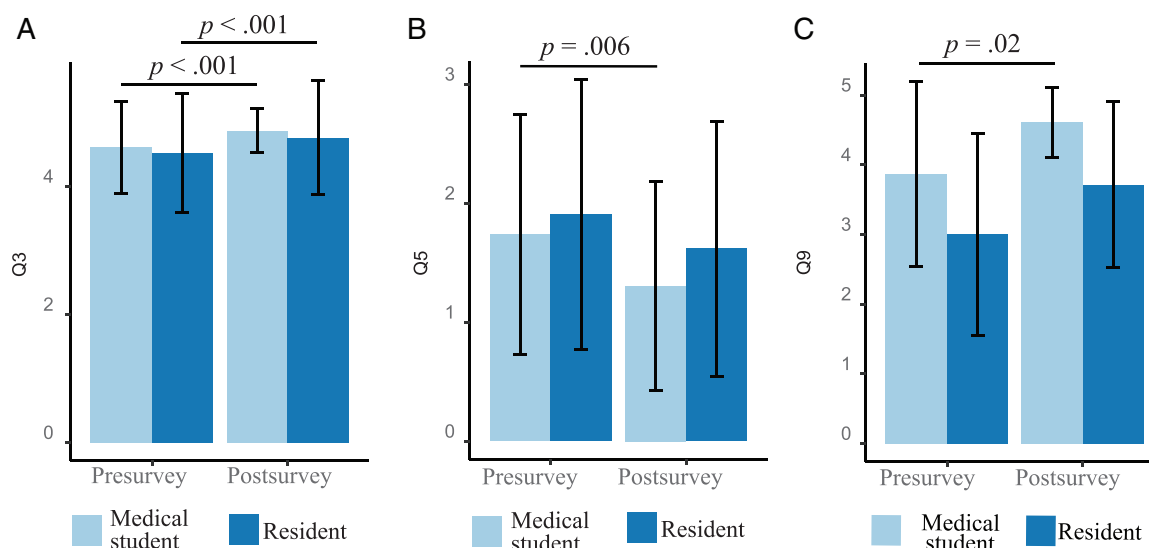 A
p < .001
p < .001
Q3
4
2
0
Presurvey
Postsurvey
Medical student
Resident
B
p = .006
Q5
3
2
1
0
Presurvey
Postsurvey
Medical student
Resident
C
p = .02
Q9
5
4
3
2
1
0
Presurvey
Postsurvey
Medical student
Resident